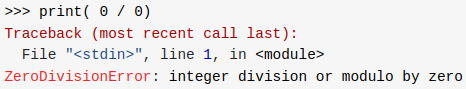 >>> print( 0 / 0)
Traceback (most recent call last):
  File "<stdin>", line 1, in <module>
ZeroDivisionError: integer division or modulo by zero